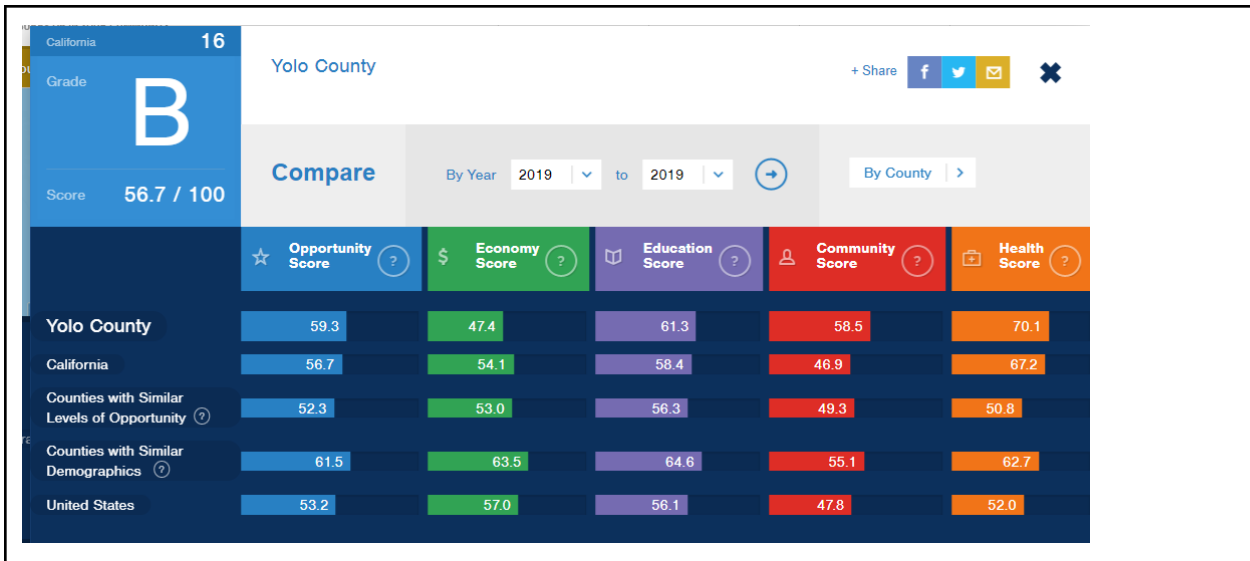 California 16
Yolo County
+ Share f
Grade
B
Compare By Year 2019 to 2019 By County >
Score 56.7 / 100
Opportunity Score ? $ Economy Score ? Education Score ? Community Score ? Health Score ?
Yolo County 59.3 47.4 61.3 58.5 70.1
California 56.7 54.1 58.4 46.9 67.2
Counties with Similar
Levels of Opportunity ? 52.3 53.0 56.3 49.3 50.8
Counties with Similar
Demographics ? 61.5 63.5 64.6 55.1 62.7
United States 53.2 57.0 56.1 47.8 52.0